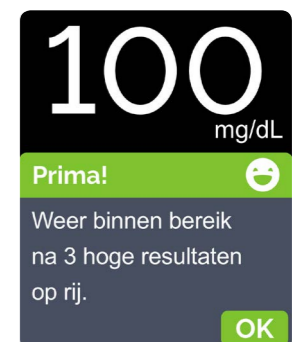 100
mg/dL
Prima!
Weer binnen bereik
na 3 hoge resultaten
op rij.
OK